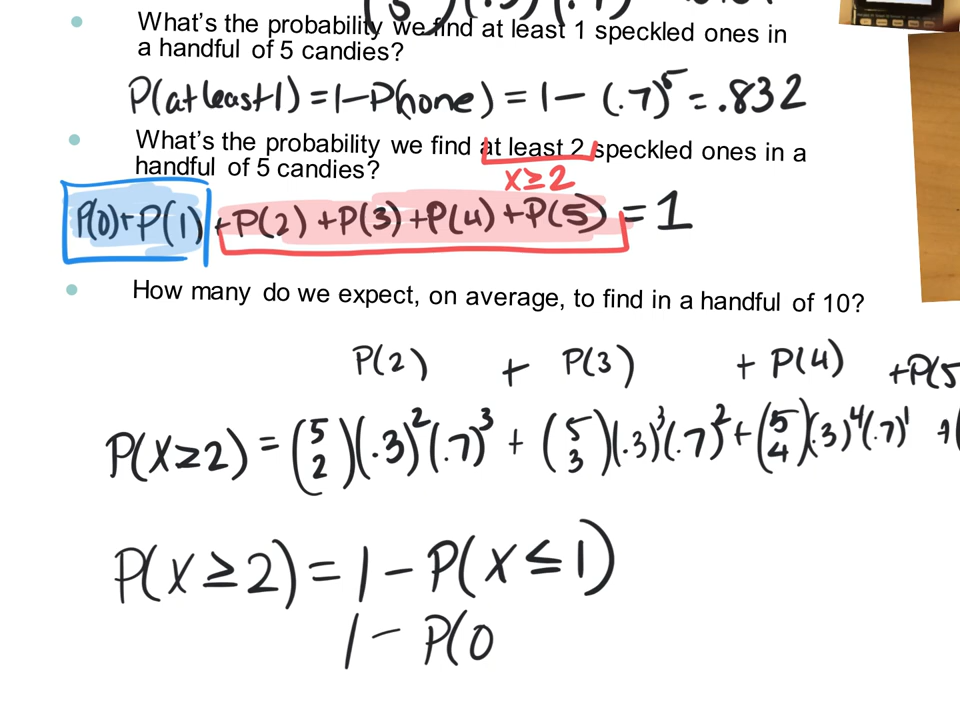 What's the probability we find at least 1 speckled ones in
a handful of 5 candies?
P(at least 1) = 1 - P(none) = 1 - (.7)^5 = .832
What's the probability we find at least 2 speckled ones in a
handful of 5 candies?
x ≥ 2
P(0) + P(1) + P(2) + P(3) + P(4) + P(5) = 1
How many do we expect, on average, to find in a handful of 10?
P(2) + P(3) + P(4) + P(5
P(X ≥ 2) = (5 2)(.3)^2(.7)^3 + (5 3)(.3)^3(.7)^2 + (5 4)(.3)^4(.7)^1 + (
P(X ≥ 2) = 1 - P(X ≤ 1)
1 - P(0